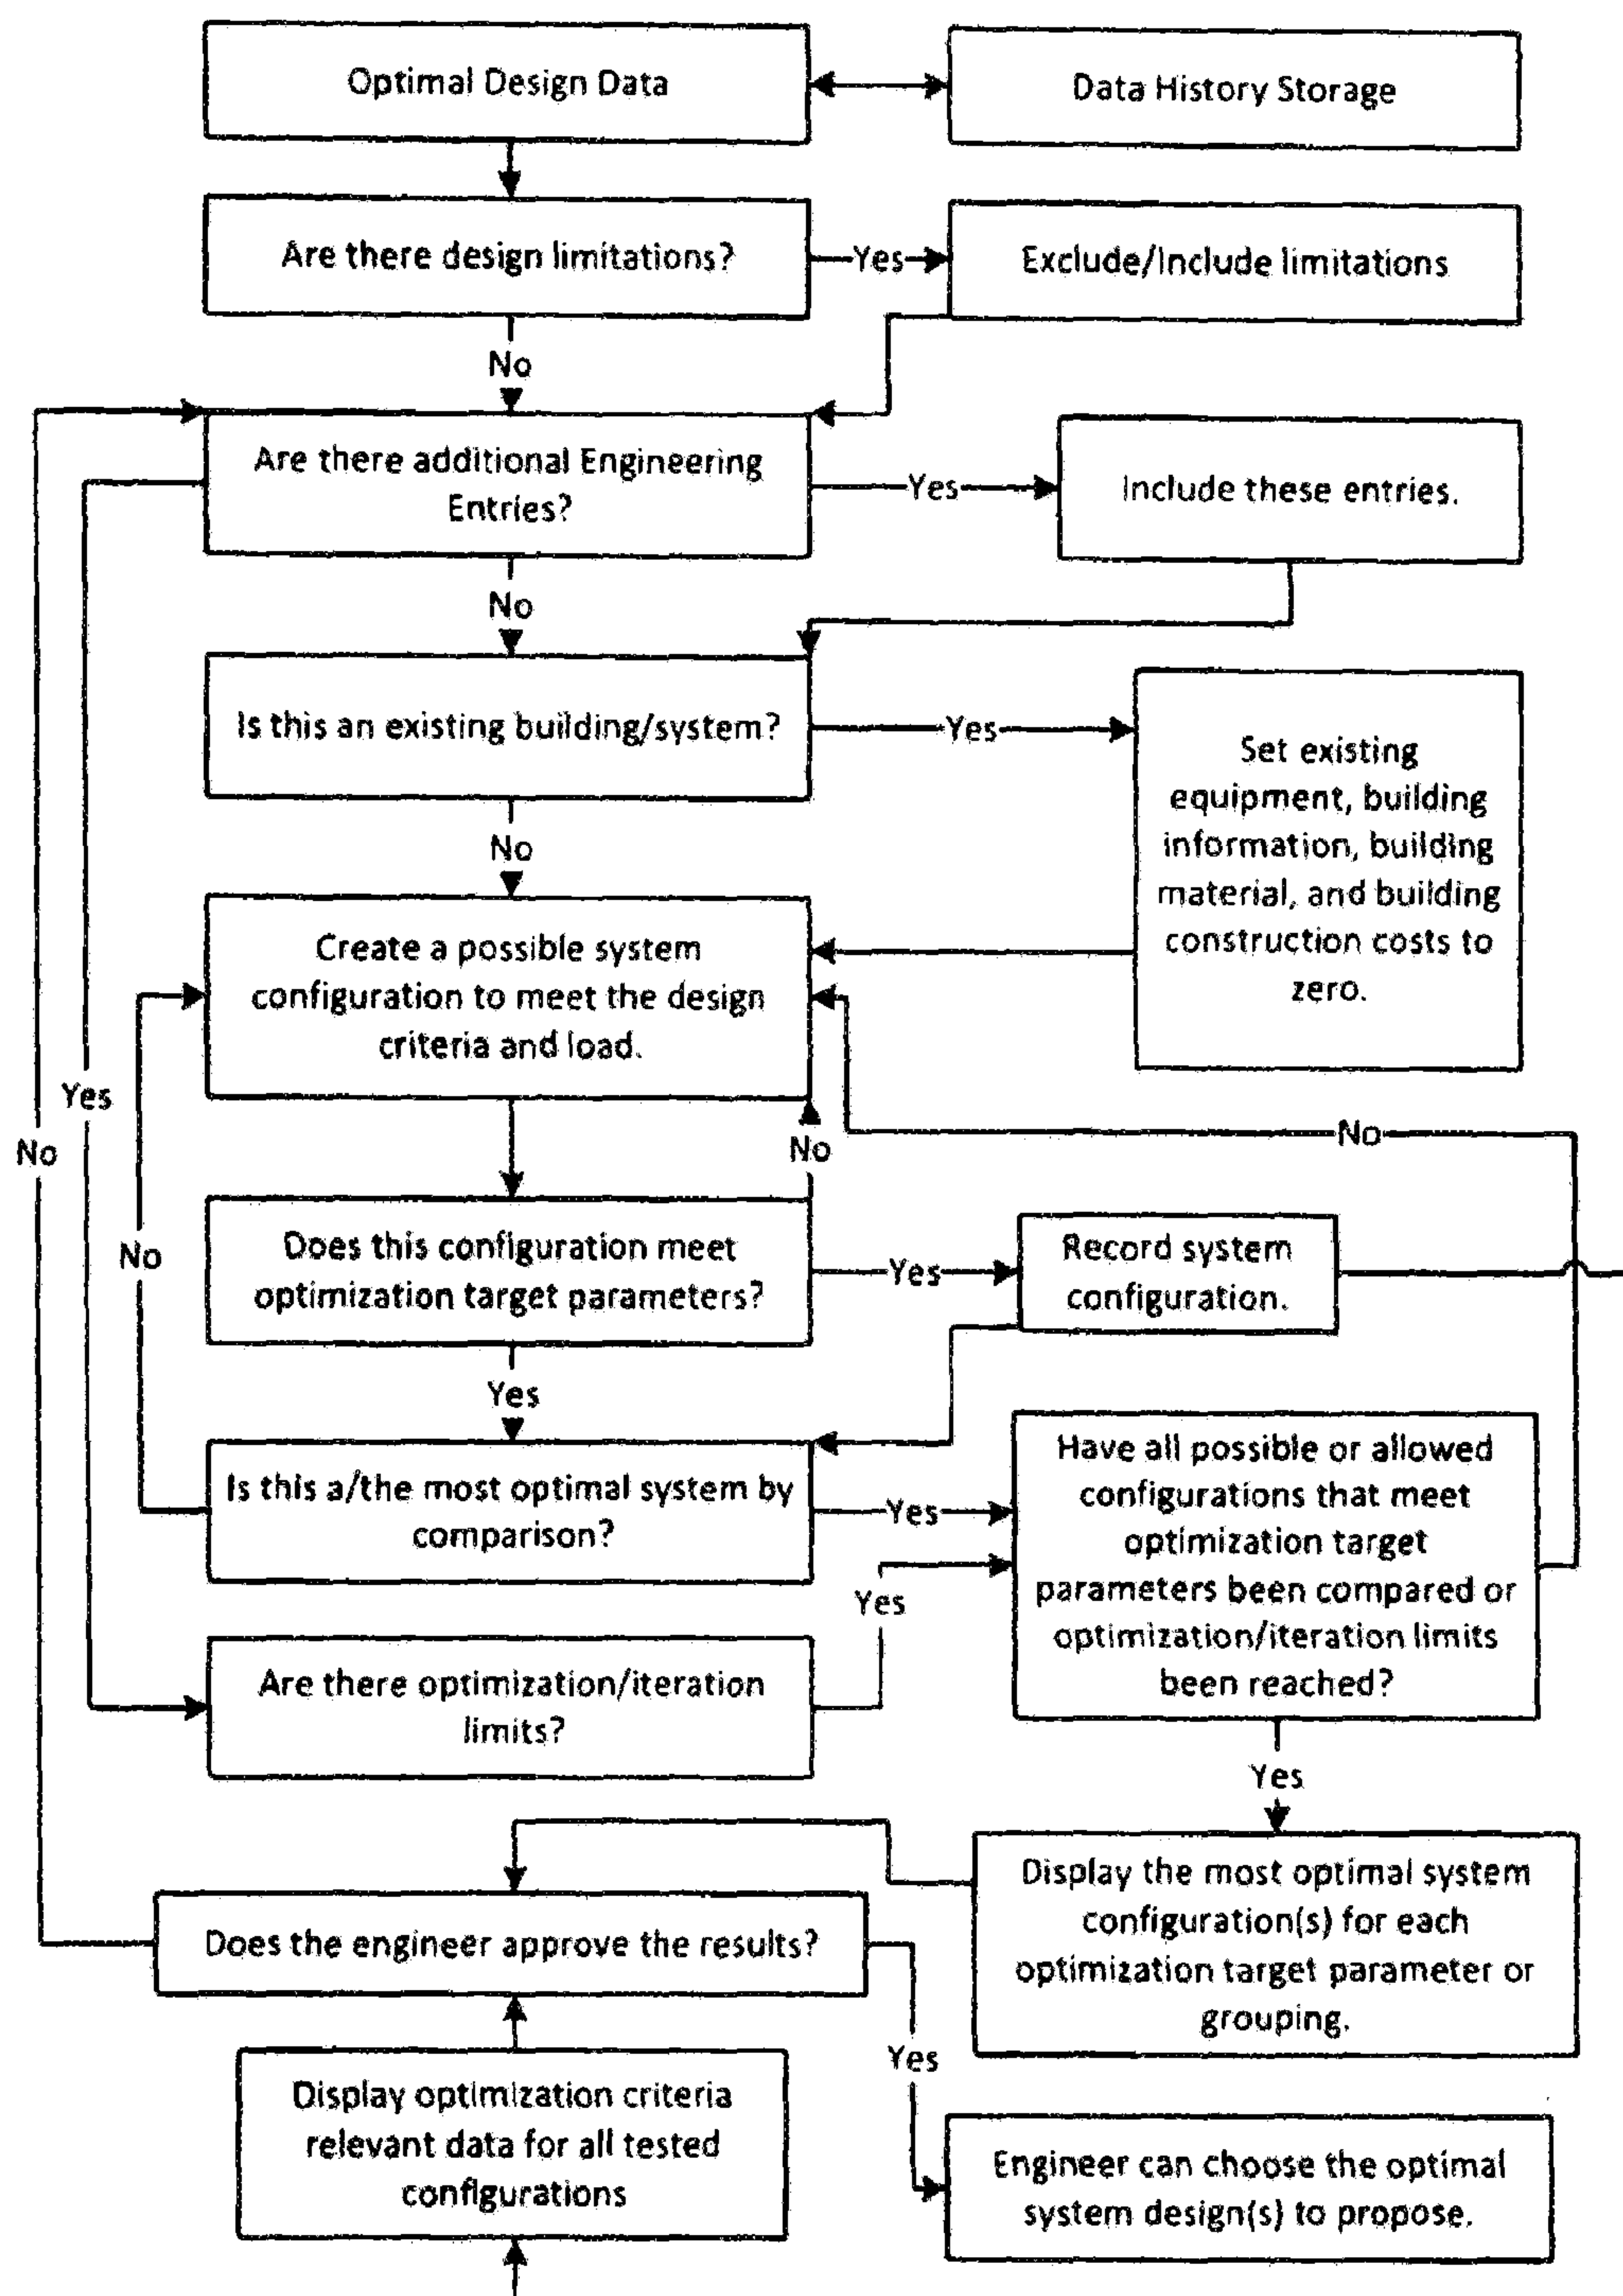 Optimal Design Data
Data History Storage
Are there design limitations?
Yes
Exclude/Include limitations
No
Are there additional Engineering
Entries?
Yes
Include these entries.
No
Is this an existing building/system?
Yes
Set existing
equipment, building
information, building
material, and building
construction costs to
zero.
No
Create a possible system
configuration to meet the design
criteria and load.
Yes
No
No
No
Does this configuration meet
optimization target parameters?
Yes
Record system
configuration.
No
Yes
Is this a/the most optimal system by
comparison?
Yes
Have all possible or allowed
configurations that meet
optimization target
parameters been compared or
optimization/iteration limits
been reached?
Yes
Are there optimization/iteration
limits?
Yes
Display the most optimal system
configuration(s) for each
optimization target parameter or
grouping.
Does the engineer approve the results?
Yes
Display optimization criteria
relevant data for all tested
configurations
Engineer can choose the optimal
system design(s) to propose.